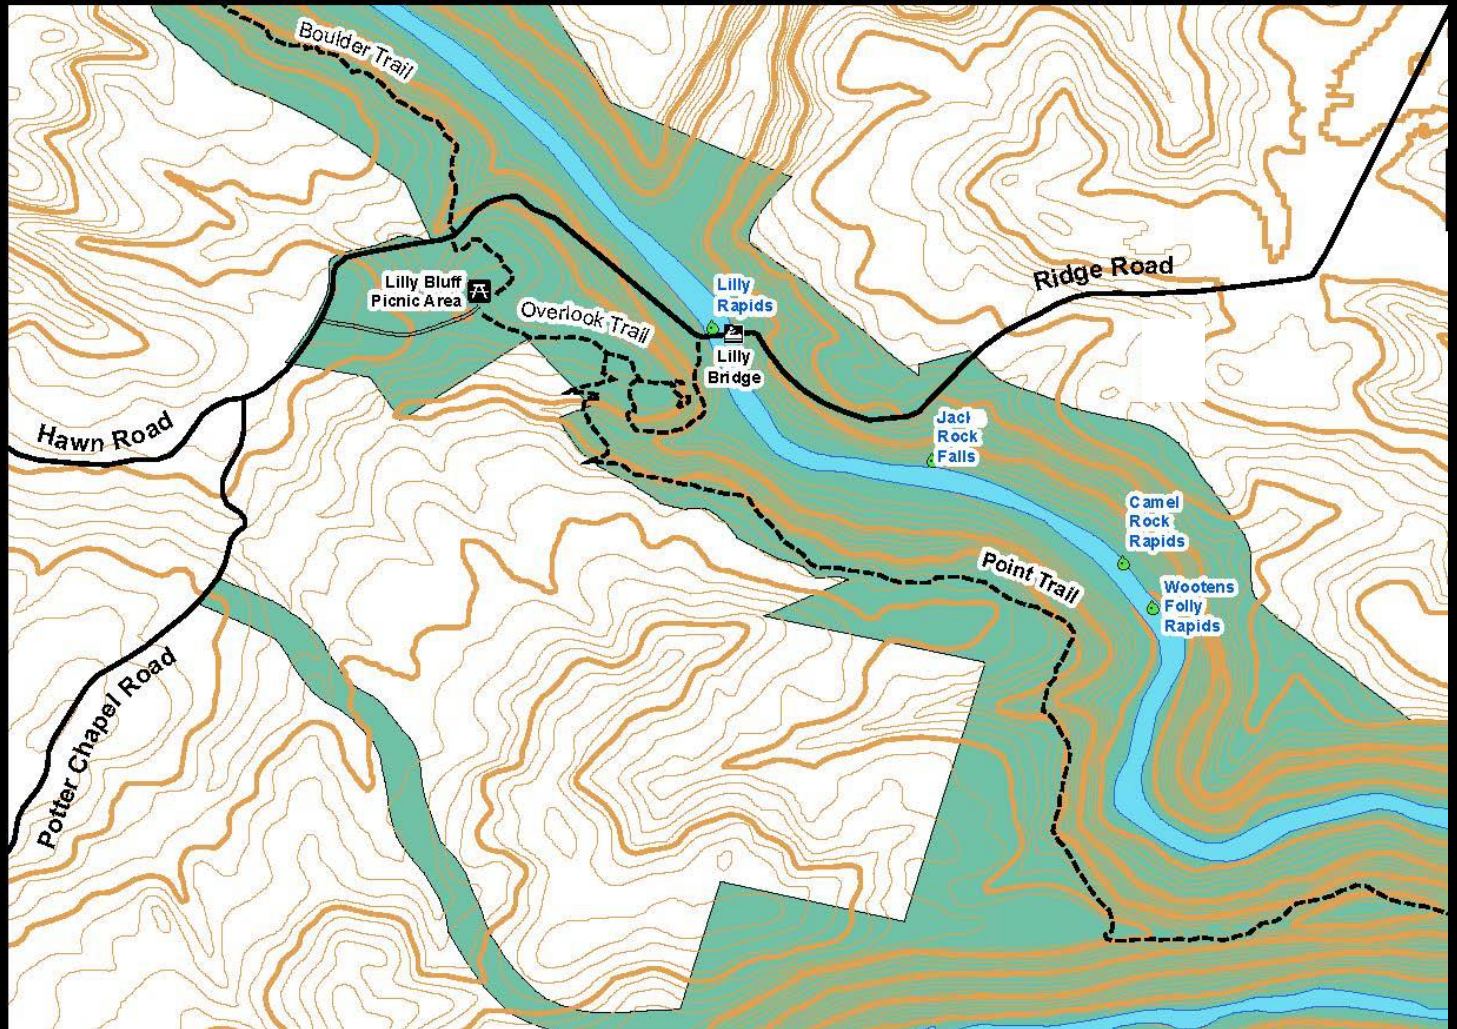 Boulder Trail
Lilly Bluff
Picnic Area
Overlook Trail
Lilly
Rapids
Lilly
Bridge
Ridge Road
Hawn Road
Jack
Rock
Falls
Camel
Rock
Rapids
Point Trail
Wootens
Folly
Rapids
Potter Chapel Road